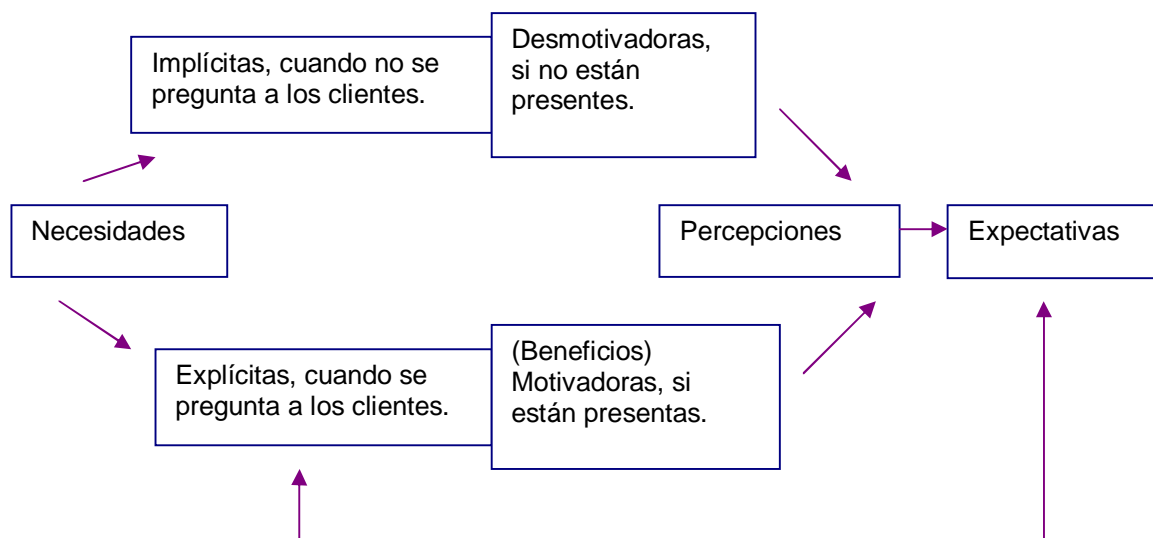 Implícitas, cuando no se
pregunta a los clientes.
Desmotivadoras,
si no están
presentes.
Necesidades
Percepciones
Expectativas
Explícitas, cuando se
pregunta a los clientes.
(Beneficios)
Motivadoras, si
están presentas.